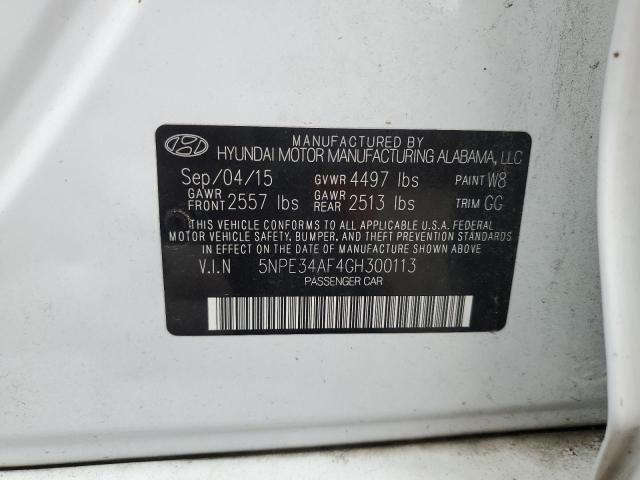 MANUFACTURED BY
HYUNDAI MOTOR MANUFACTURING ALABAMA, LLC
Sep/04/15 GVWR 4497 lbs PAINT W8
GAWR FRONT 2557 lbs GAWR REAR 2513 lbs TRIM GG
THIS VEHICLE CONFORMS TO ALL APPLICABLE U.S.A. FEDERAL
MOTOR VEHICLE SAFETY, BUMPER, AND THEFT PREVENTION STANDARDS
IN EFFECT ON THE DATE OF MANUFACTURE SHOWN ABOVE.
V.I.N 5NPE34AF4GH300113
PASSENGER CAR